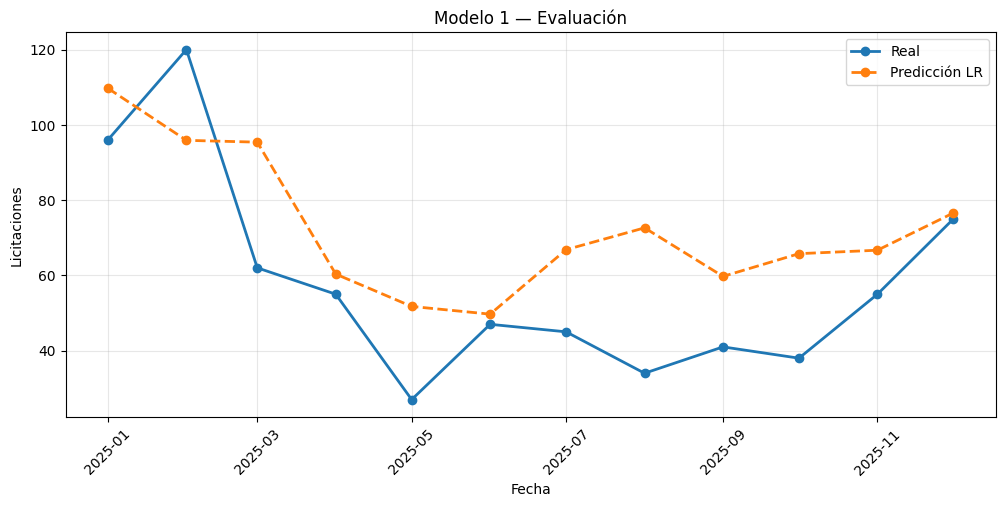 Modelo 1 — Evaluación
Real
Predicción LR
120
100
80
60
40
Licitaciones
2025-01
2025-03
2025-05
2025-07
2025-09
2025-11
Fecha